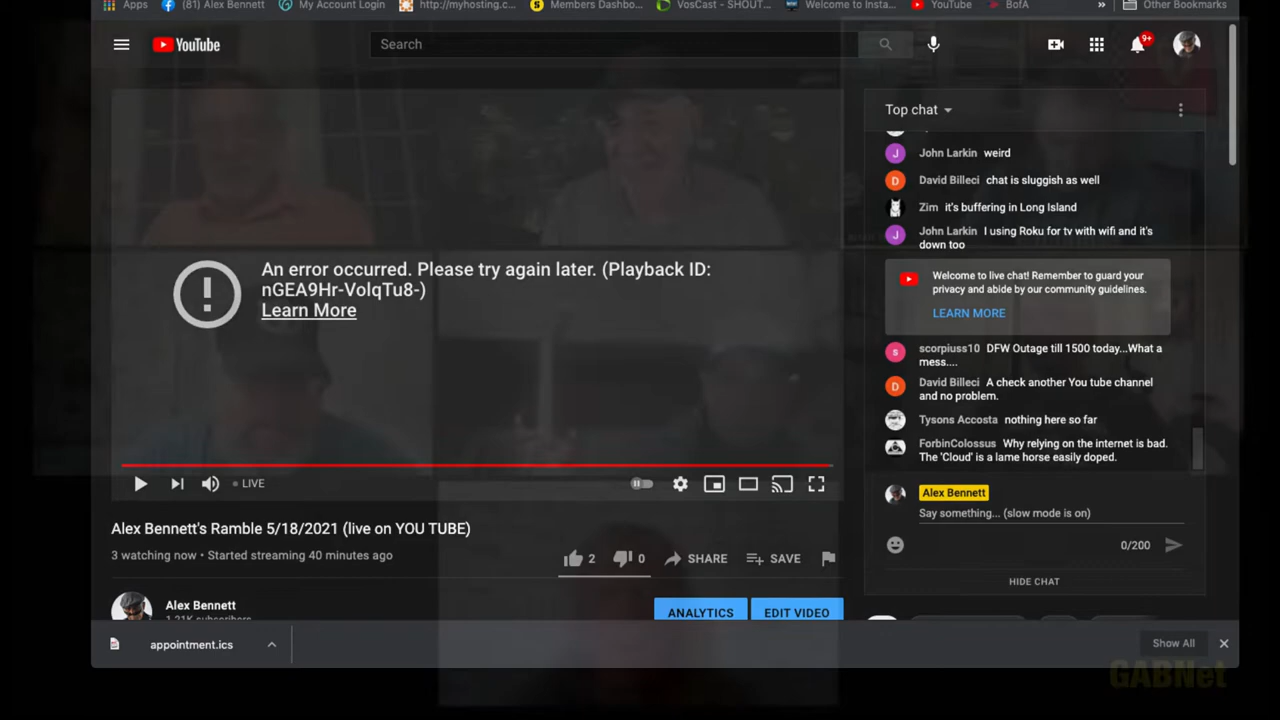 Apps
(81) Alex Bennett
My Account Login
http://myhosting.c...
Members Dashbo...
VosCast - SHOUT...
Welcome to Insta...
YouTube
BofA
»
Other Bookmarks
YouTube
Search
9+
Top chat
John Larkin weird
David Billeci chat is sluggish as well
Zim it's buffering in Long Island
John Larkin I using Roku for tv with wifi and it's
down too
An error occurred. Please try again later. (Playback ID:
nGEA9Hr-VolqTu8-)
Learn More
Welcome to live chat! Remember to guard your
privacy and abide by our community guidelines.
LEARN MORE
scorpiuss10 DFW Outage till 1500 today...What a
mess....
David Billeci A check another You tube channel
and no problem.
Tysons Accosta nothing here so far
ForbinColossus Why relying on the internet is bad.
The 'Cloud' is a lame horse easily doped.
LIVE
Alex Bennett
Say something... (slow mode is on)
0/200
HIDE CHAT
Alex Bennett's Ramble 5/18/2021 (live on YOU TUBE)
3 watching now • Started streaming 40 minutes ago
2
0
SHARE
SAVE
Alex Bennett
1.21K subscribers
ANALYTICS
EDIT VIDEO
appointment.ics
Show All
GABNet